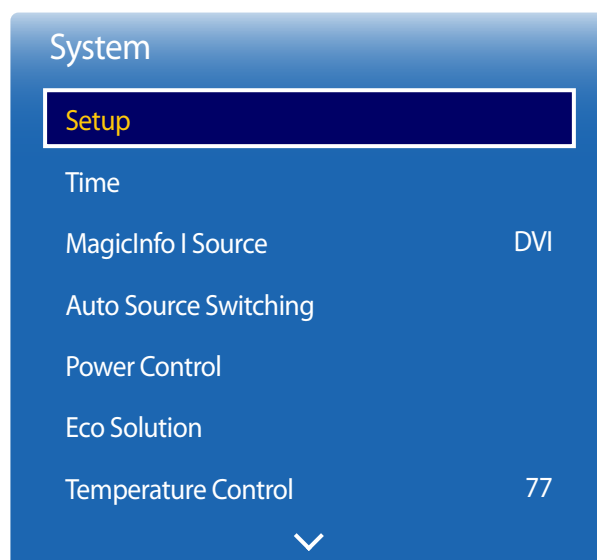 System
Setup
Time
MagicInfo I Source DVI
Auto Source Switching
Power Control
Eco Solution
Temperature Control 77